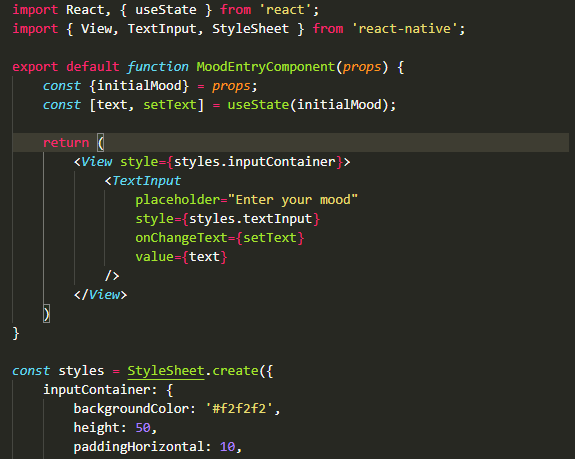 import React, { useState } from 'react';
import { View, TextInput, StyleSheet } from 'react-native';
export default function MoodEntryComponent(props) {
const {initialMood} = props;
const [text, setText] = useState(initialMood);
return (
<View style={styles.inputContainer}>
<TextInput
placeholder="Enter your mood"
style={styles.textInput}
onChangeText={setText}
value={text}
/>
</View>
)
}
const styles = StyleSheet.create({
inputContainer: {
backgroundColor: '#f2f2f2',
height: 50,
paddingHorizontal: 10,